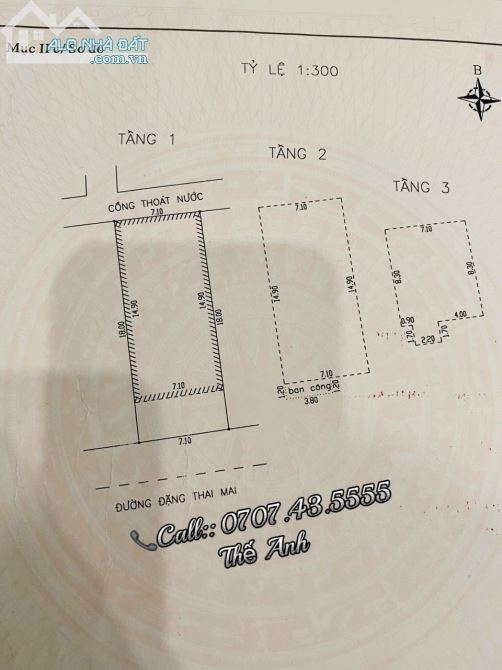 ALO NHÀ ĐẤT
.com.vn
Mục II
TỶ LỆ 1:300
B
TẦNG 1
TẦNG 2
TẦNG 3
CỐNG THOÁT NƯỚC
7.10
14.90
14.90
18.00
18.00
7.10
7.10
7.10
14.90
14.90
7.10
1.20
ban công
1.20
3.80
7.10
8.30
8.30
0.90
4.00
1.70
2.20
1.70
ĐƯỜNG ĐẶNG THAI MAI
Call:: 0707.43.5555
Thế Anh